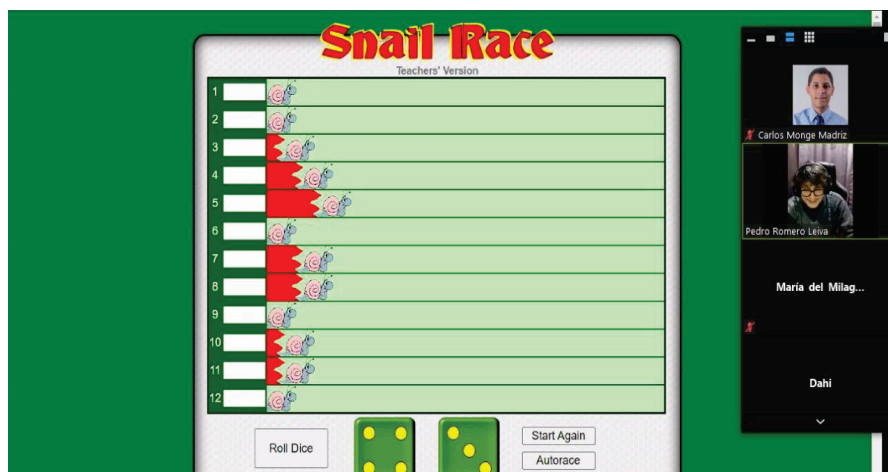 Snail Race
Teachers' Version
1
2
3
4
5
6
7
8
9
10
11
12
Roll Dice
Start Again
Autorace
Carlos Monge Madriz
Pedro Romero Leiva
María del Milag...
Dahi